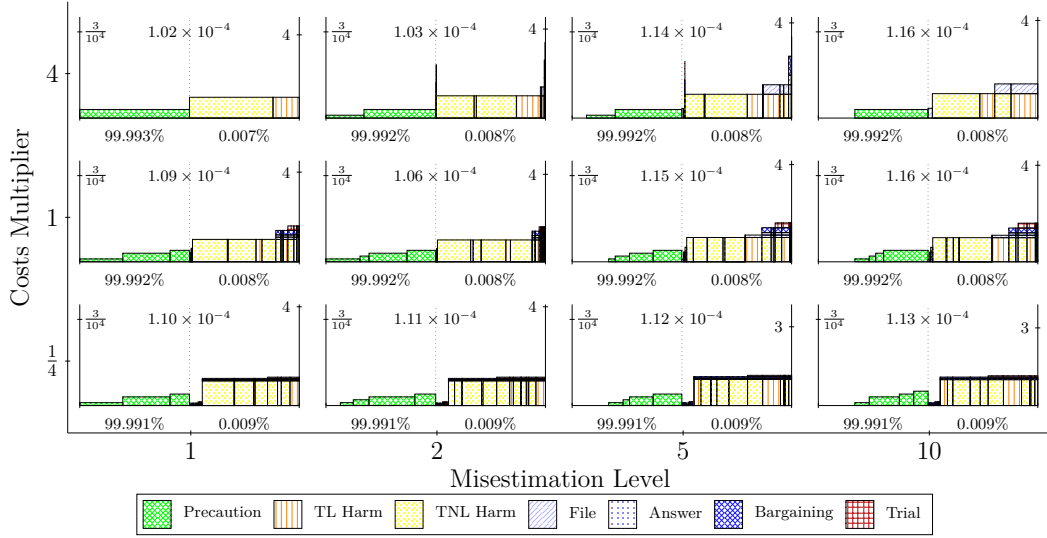 3/10⁴ 1.02 × 10⁻⁴ 4 3/10⁴ 1.03 × 10⁻⁴ 4 3/10⁴ 1.14 × 10⁻⁴ 4 3/10⁴ 1.16 × 10⁻⁴ 4
4
99.993% 0.007% 99.992% 0.008% 99.992% 0.008% 99.992% 0.008%
3/10⁴ 1.09 × 10⁻⁴ 4 3/10⁴ 1.06 × 10⁻⁴ 4 3/10⁴ 1.15 × 10⁻⁴ 4 3/10⁴ 1.16 × 10⁻⁴ 4
Costs Multiplier
1
99.992% 0.008% 99.992% 0.008% 99.992% 0.008% 99.992% 0.008%
3/10⁴ 1.10 × 10⁻⁴ 4 3/10⁴ 1.11 × 10⁻⁴ 4 3/10⁴ 1.12 × 10⁻⁴ 3 3/10⁴ 1.13 × 10⁻⁴ 3
1/4
99.991% 0.009% 99.991% 0.009% 99.991% 0.009% 99.991% 0.009%
1 2 5 10
Misestimation Level
Precaution TL Harm TNL Harm File Answer Bargaining Trial